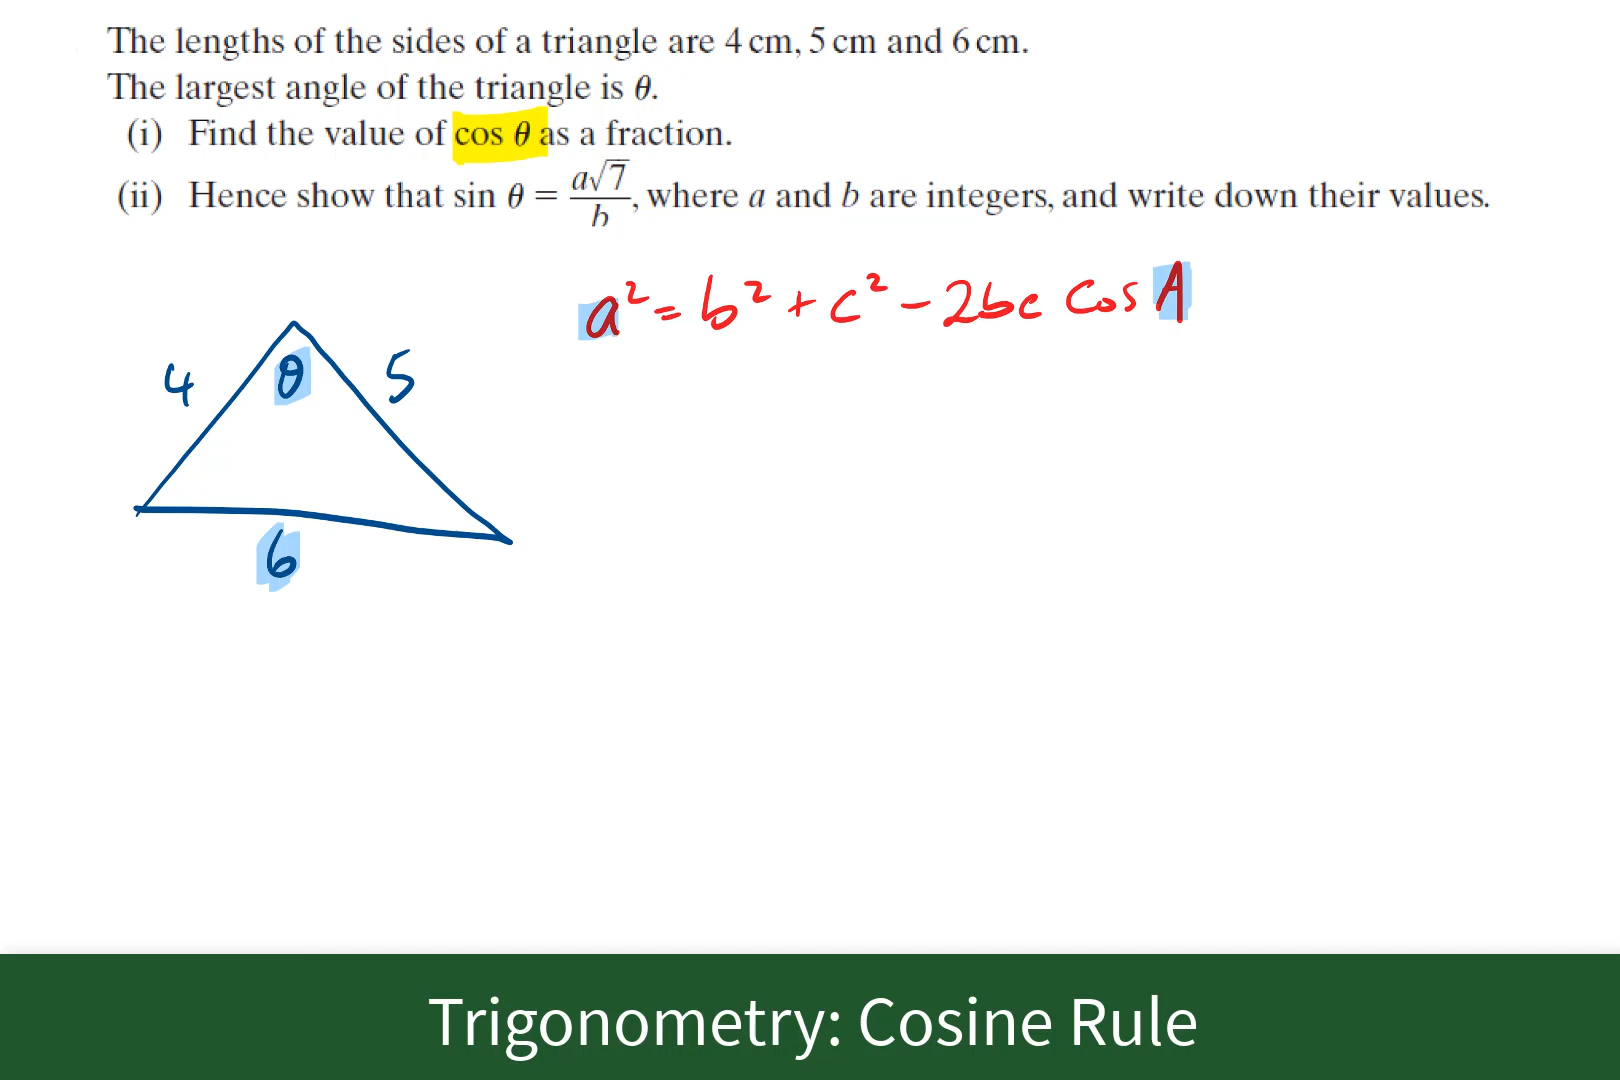 The lengths of the sides of a triangle are 4 cm, 5 cm and 6 cm.
The largest angle of the triangle is θ.
(i) Find the value of cos θ as a fraction.
(ii) Hence show that sin θ = a√7/b, where a and b are integers, and write down their values.
a² = b² + c² − 2bc cos A
4 θ 5
6
Trigonometry: Cosine Rule